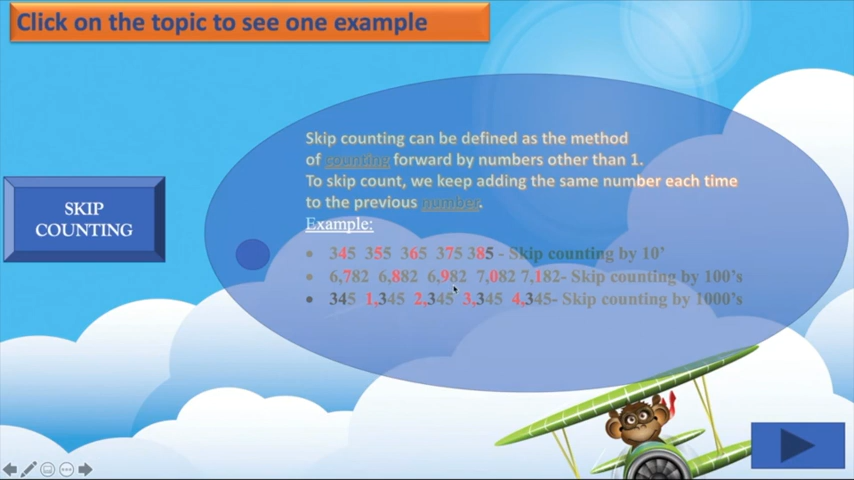 Click on the topic to see one example
SKIP
COUNTING
Skip counting can be defined as the method
of counting forward by numbers other than 1.
To skip count, we keep adding the same number each time
to the previous number.
Example:
• 345 355 365 375 385 - Skip counting by 10’
• 6,782 6,882 6,982 7,082 7,182- Skip counting by 100’s
• 345 1,345 2,345 3,345 4,345- Skip counting by 1000’s